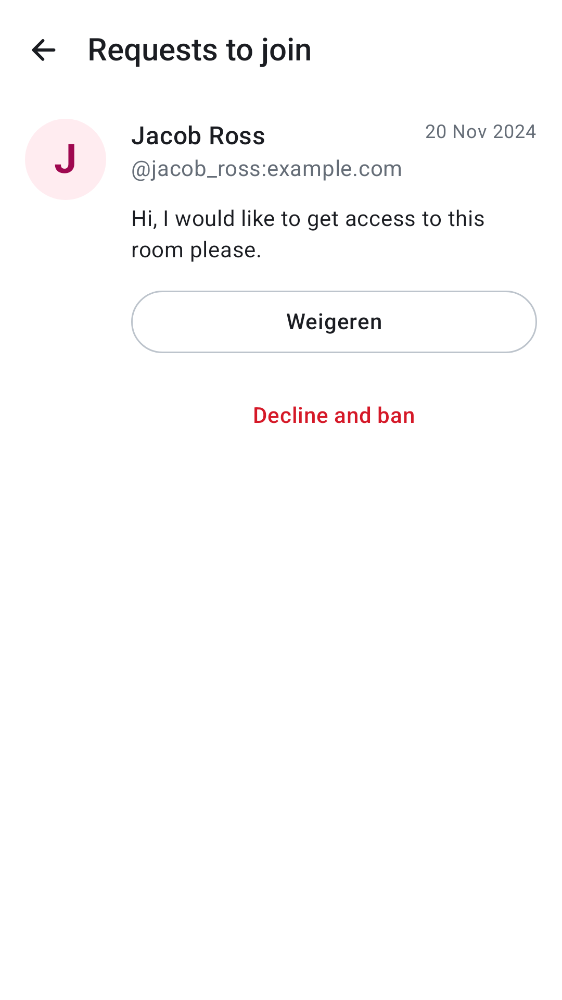 Requests to join
J
Jacob Ross
20 Nov 2024
@jacob_ross:example.com
Hi, I would like to get access to this
room please.
Weigeren
Decline and ban